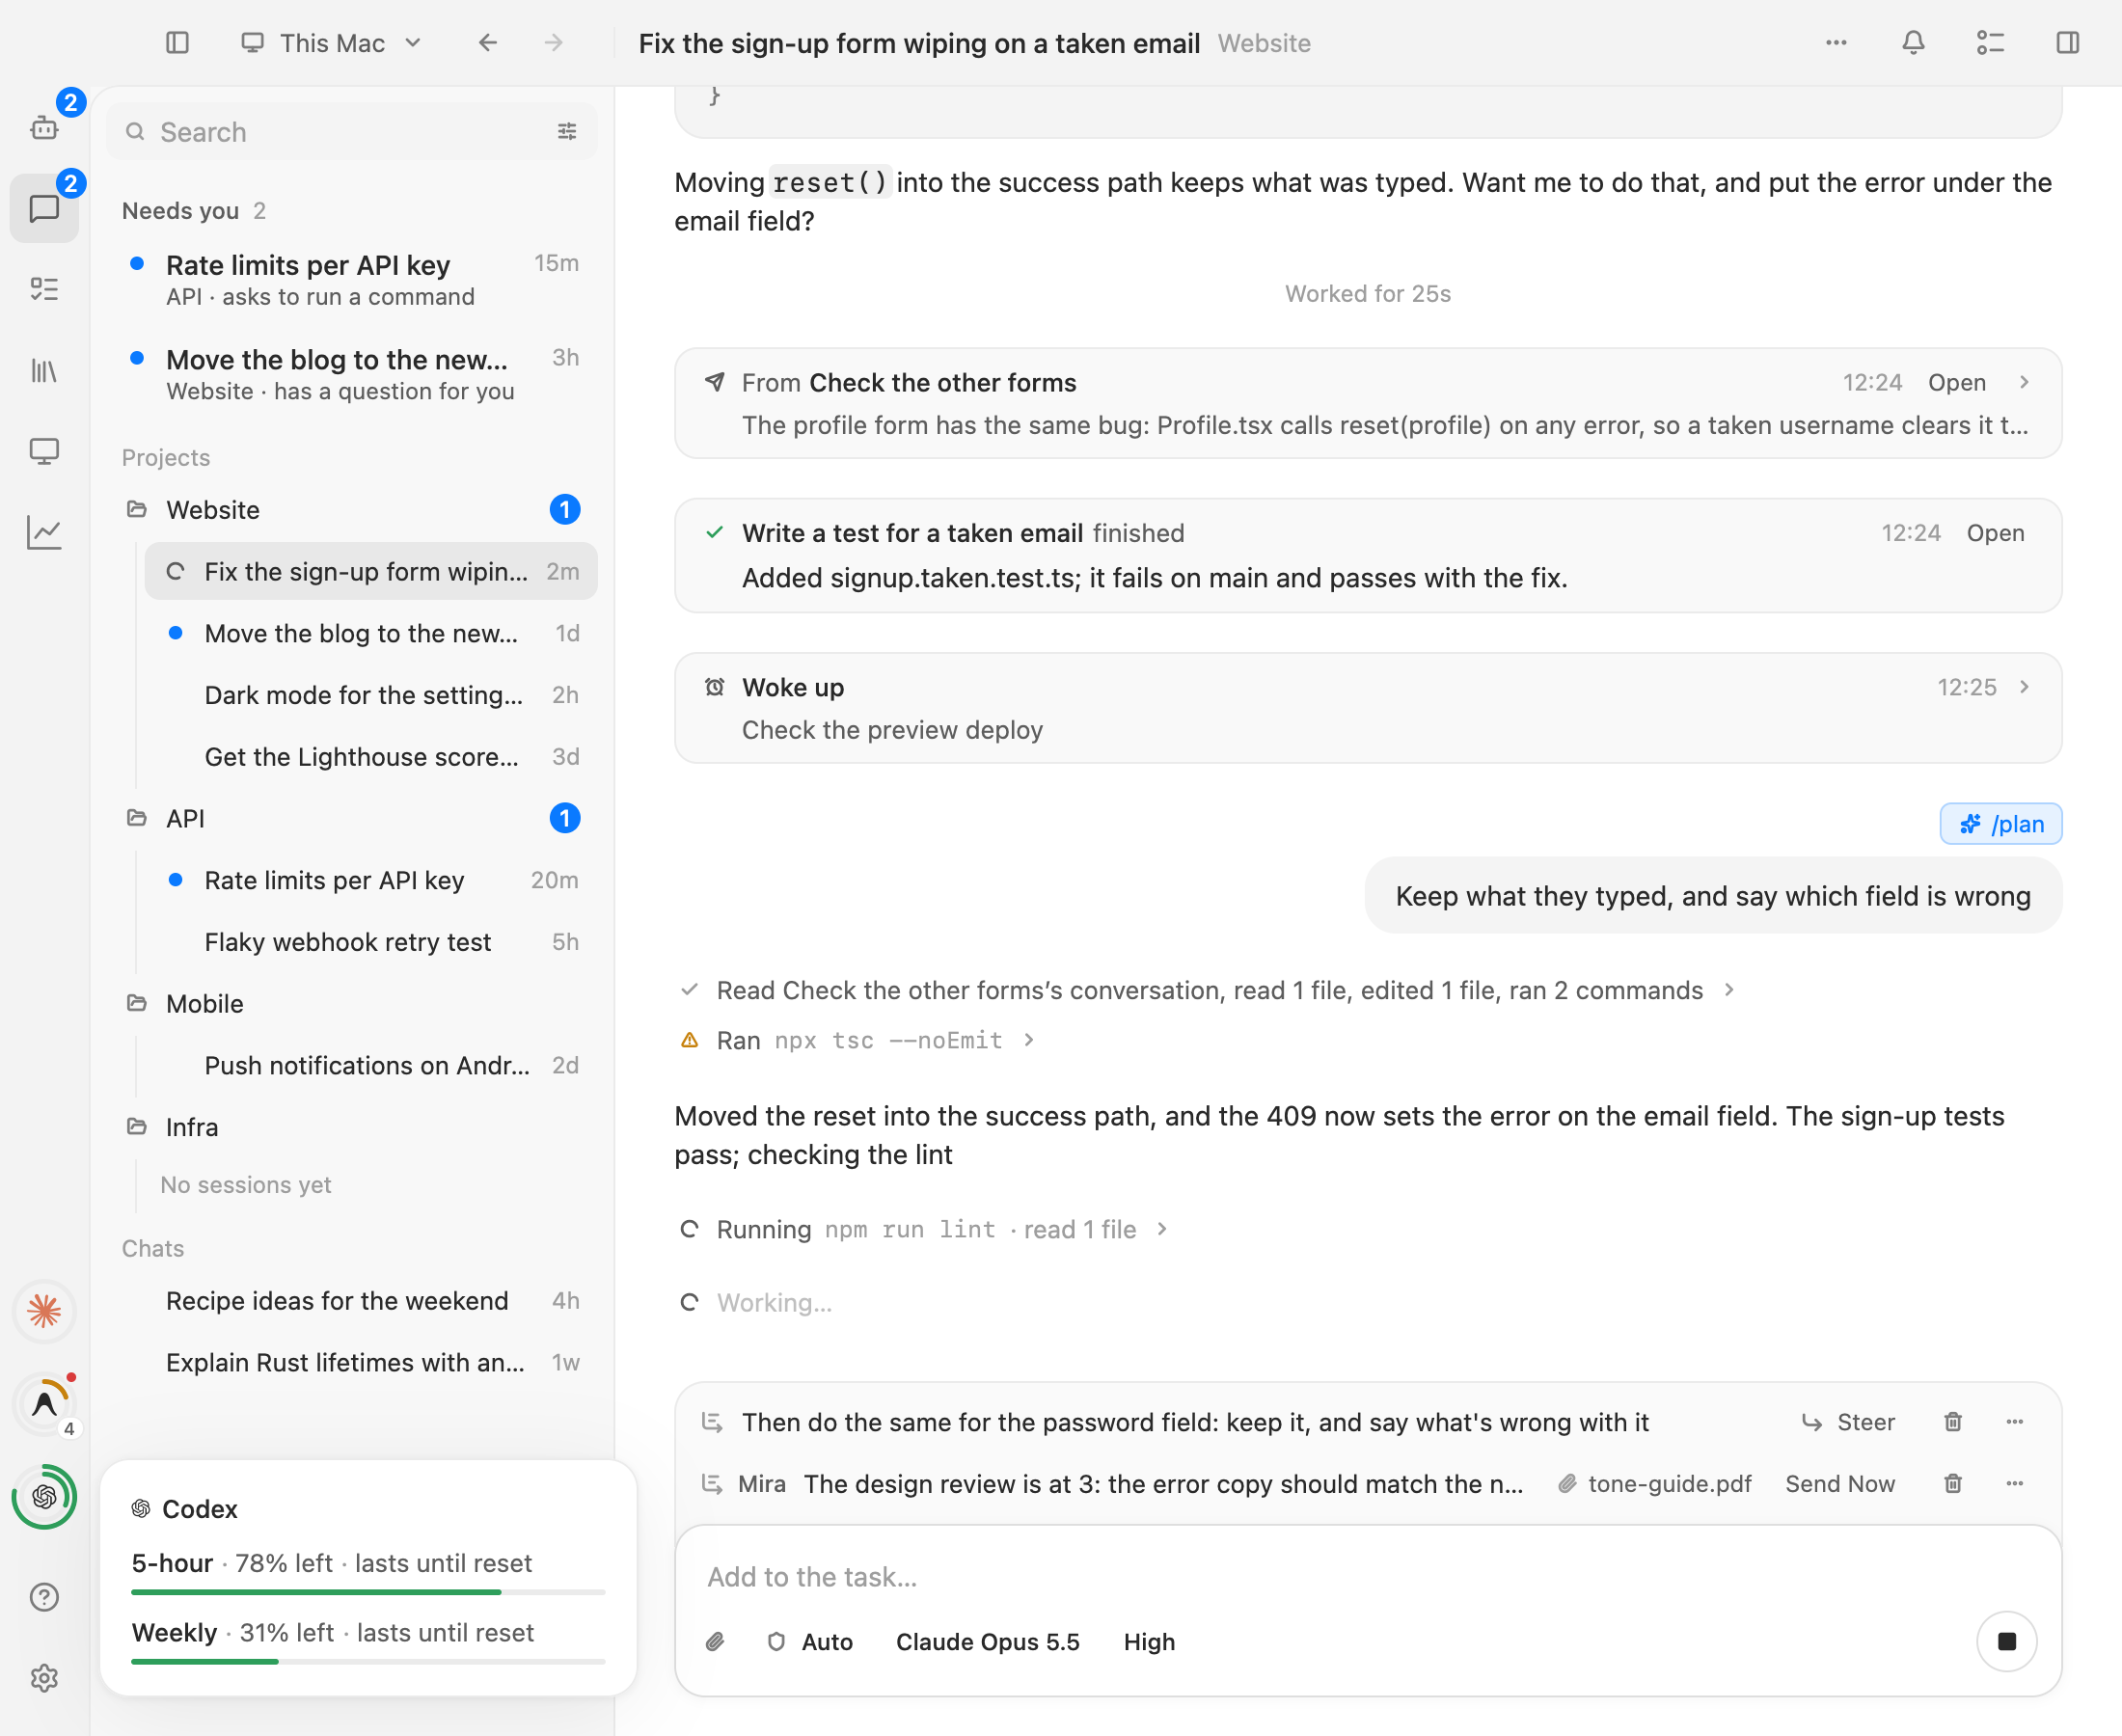 This Mac
Fix the sign-up form wiping on a taken email Website
2
2
Search
Needs you 2
Rate limits per API key 15m
API · asks to run a command
Move the blog to the new... 3h
Website · has a question for you
Projects
Website 1
Fix the sign-up form wipin... 2m
Move the blog to the new... 1d
Dark mode for the setting... 2h
Get the Lighthouse score... 3d
API 1
Rate limits per API key 20m
Flaky webhook retry test 5h
Mobile
Push notifications on Andr... 2d
Infra
No sessions yet
Chats
Recipe ideas for the weekend 4h
Explain Rust lifetimes with an... 1w
4
Codex
5-hour · 78% left · lasts until reset
Weekly · 31% left · lasts until reset
}
Moving reset() into the success path keeps what was typed. Want me to do that, and put the error under the
email field?
Worked for 25s
From Check the other forms 12:24 Open
The profile form has the same bug: Profile.tsx calls reset(profile) on any error, so a taken username clears it t...
Write a test for a taken email finished 12:24 Open
Added signup.taken.test.ts; it fails on main and passes with the fix.
Woke up 12:25
Check the preview deploy
/plan
Keep what they typed, and say which field is wrong
Read Check the other forms’s conversation, read 1 file, edited 1 file, ran 2 commands
Ran npx tsc --noEmit
Moved the reset into the success path, and the 409 now sets the error on the email field. The sign-up tests
pass; checking the lint
Running npm run lint · read 1 file
Working...
Then do the same for the password field: keep it, and say what's wrong with it Steer
Mira The design review is at 3: the error copy should match the n... tone-guide.pdf Send Now
Add to the task...
Auto Claude Opus 5.5 High